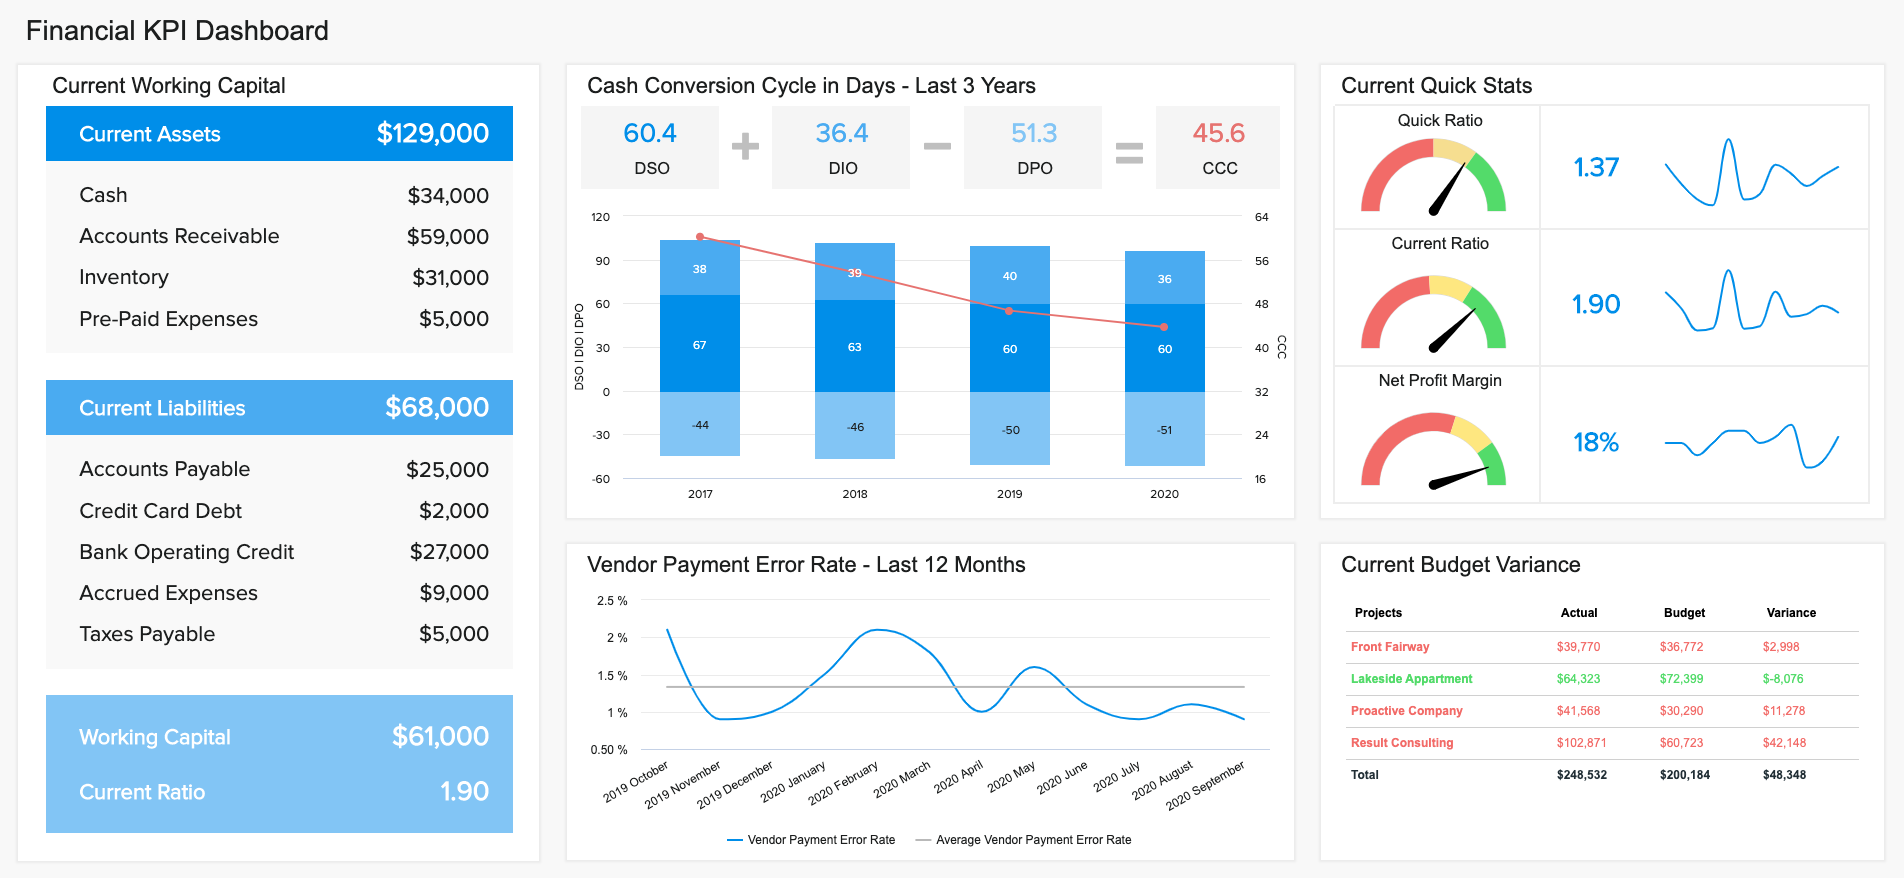 Financial KPI Dashboard
Current Working Capital
Current Assets $129,000
Cash $34,000
Accounts Receivable $59,000
Inventory $31,000
Pre-Paid Expenses $5,000
Current Liabilities $68,000
Accounts Payable $25,000
Credit Card Debt $2,000
Bank Operating Credit $27,000
Accrued Expenses $9,000
Taxes Payable $5,000
Working Capital $61,000
Current Ratio 1.90
Cash Conversion Cycle in Days - Last 3 Years
60.4 + 36.4 − 51.3 = 45.6
DSO DIO DPO CCC
120 64
90 56
60 48
30 40
0 32
-30 24
-60 16
DSO | DIO | DPO
CCC
38 39 40 36
67 63 60 60
-44 -46 -50 -51
2017 2018 2019 2020
Current Quick Stats
Quick Ratio
1.37
Current Ratio
1.90
Net Profit Margin
18%
Vendor Payment Error Rate - Last 12 Months
2.5 %
2 %
1.5 %
1 %
0.50 %
2019 October
2019 November
2019 December
2020 January
2020 February
2020 March
2020 April
2020 May
2020 June
2020 July
2020 August
2020 September
Vendor Payment Error Rate Average Vendor Payment Error Rate
Current Budget Variance
Projects Actual Budget Variance
Front Fairway $39,770 $36,772 $2,998
Lakeside Appartment $64,323 $72,399 $-8,076
Proactive Company $41,568 $30,290 $11,278
Result Consulting $102,871 $60,723 $42,148
Total $248,532 $200,184 $48,348